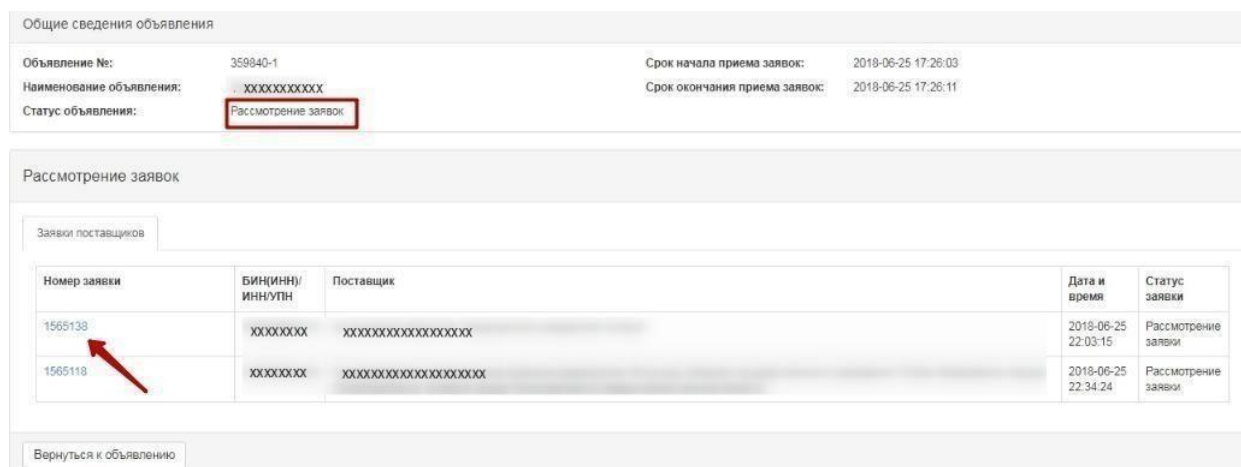 Общие сведения объявления
Объявление №: 359840-1 Срок начала приема заявок: 2018-06-25 17:26:03
Наименование объявления: . XXXXXXXXXXX Срок окончания приема заявок: 2018-06-25 17:26:11
Статус объявления: Рассмотрение заявок
Рассмотрение заявок
Заявки поставщиков
Номер заявки БИН(ИНН)/ Поставщик Дата и Статус
ИНН/УПН время заявки
1565138 XXXXXXXX XXXXXXXXXXXXXXXXXX 2018-06-25 Рассмотрение
22:03:15 заявки
1565118 XXXXXXXX XXXXXXXXXXXXXXXXXXXX 2018-06-25 Рассмотрение
22:34:24 заявки
Вернуться к объявлению